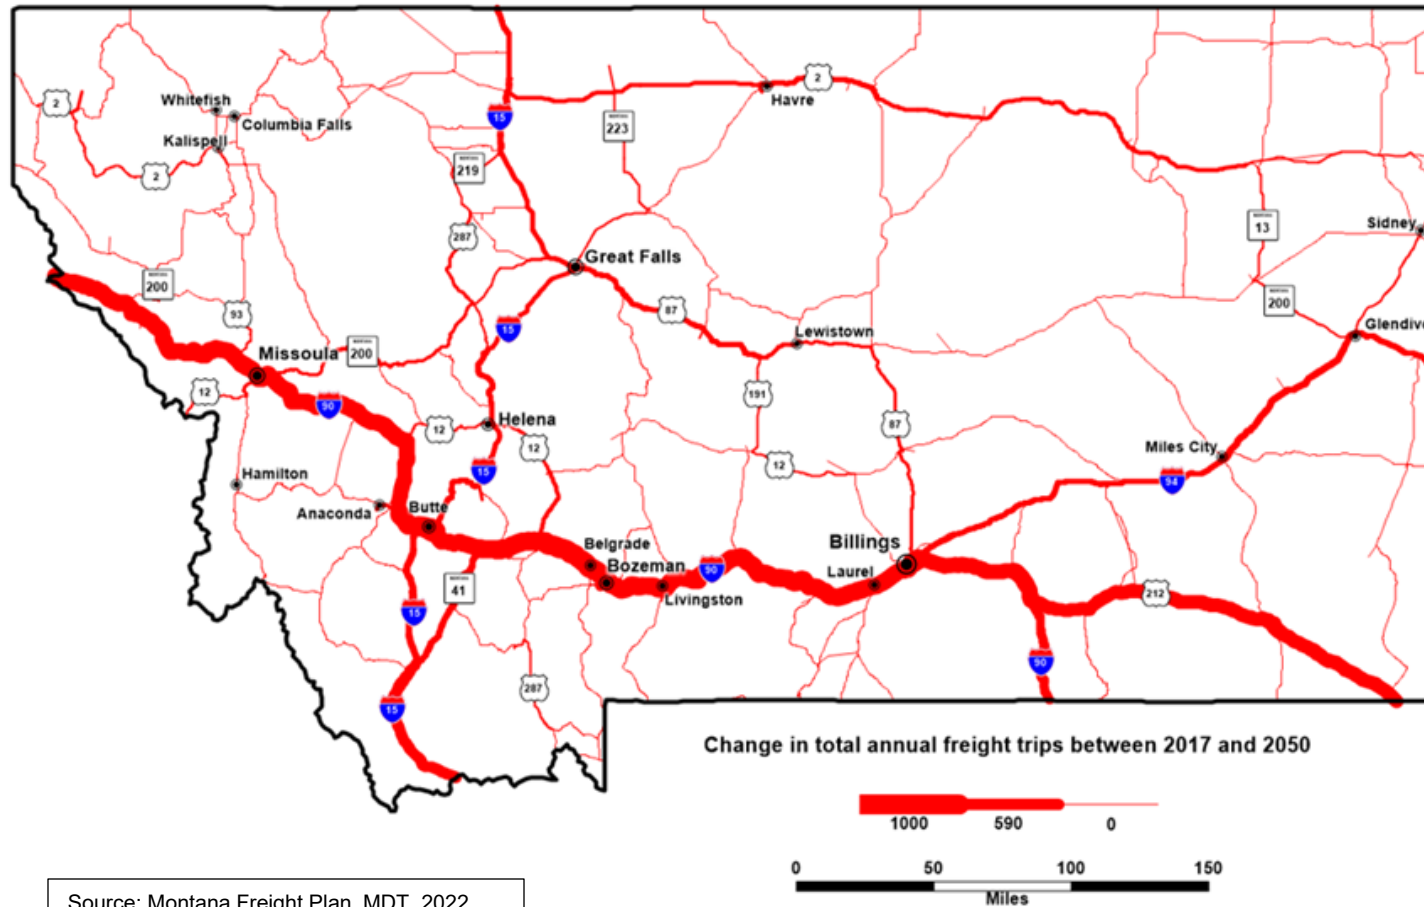 2
Whitefish
Columbia Falls
Kalispell
2
15
223
Havre
2
219
287
13
Sidney
Great Falls
200
93
15
87
200
Lewistown
Glendive
Missoula
200
12
90
191
87
12
Helena
12
12
Miles City
94
15
Hamilton
Anaconda
Butte
Billings
Belgrade
Bozeman
90
Laurel
Livingston
41
212
15
90
287
15
Change in total annual freight trips between 2017 and 2050
1000 590 0
0 50 100 150
Miles
Source: Montana Freight Plan, MDT, 2022